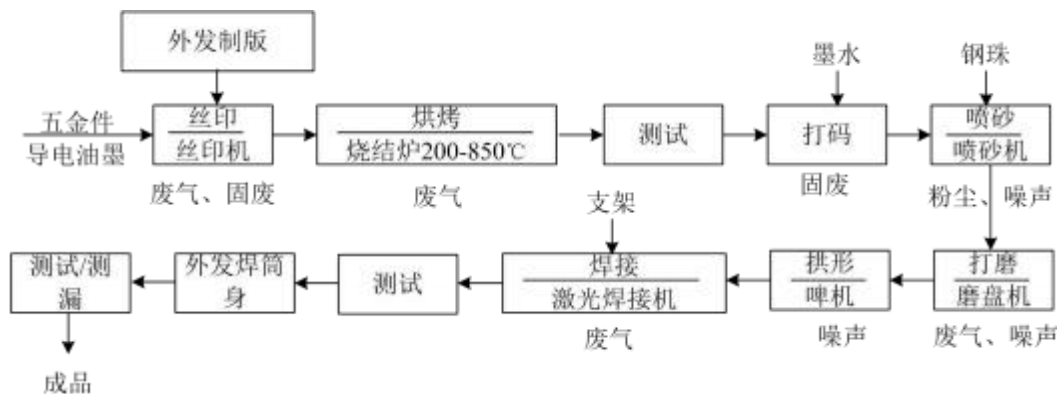 外发制版
墨水
钢珠
五金件
导电油墨
丝印
丝印机
烘烤
烧结炉200-850℃
测试
打码
喷砂
喷砂机
废气、固废
废气
固废
粉尘、噪声
支架
测试/测
漏
外发焊筒
身
测试
焊接
激光焊接机
拱形
啤机
打磨
磨盘机
废气
噪声
废气、噪声
成品